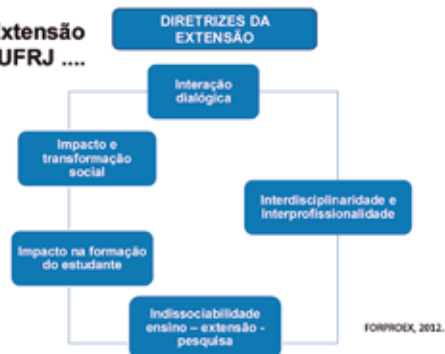 Extensão
UFRJ ....
DIRETRIZES DA
EXTENSÃO
Interação
dialógica
Impacto e
transformação
social
Interdisciplinaridade e
Interprofissionalidade
Impacto na formação
do estudante
Indissociabilidade
ensino – extensão -
pesquisa
FORPROEX, 2012.